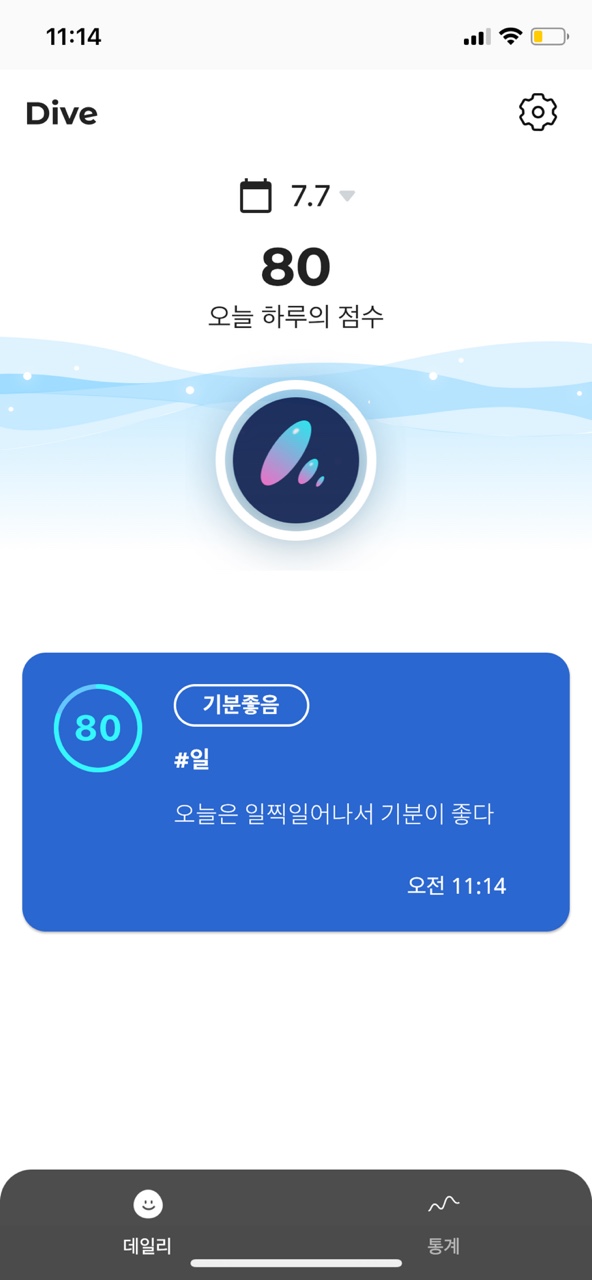 11:14
Dive
7.7
80
오늘 하루의 점수
80
기분좋음
#일
오늘은 일찍일어나서 기분이 좋다
오전 11:14
데일리
통계